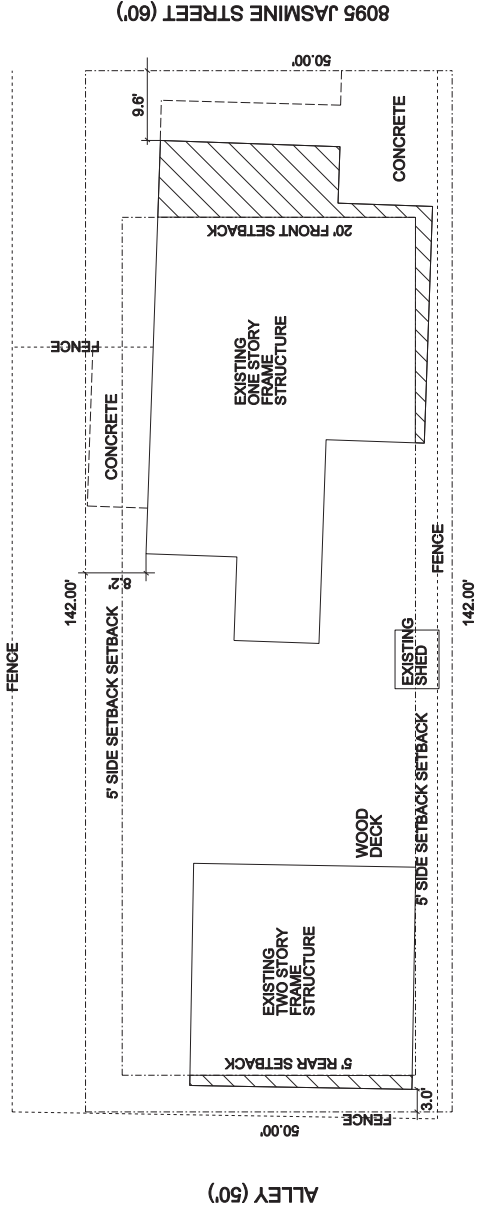 8095 JASMINE STREET (60')
50.00'
9.6'
CONCRETE
20' FRONT SETBACK
FENCE
EXISTING
ONE STORY
FRAME
STRUCTURE
CONCRETE
8.2'
142.00'
FENCE
FENCE
142.00'
5' SIDE SETBACK SETBACK
EXISTING
SHED
WOOD
DECK
5' SIDE SETBACK SETBACK
EXISTING
TWO STORY
FRAME
STRUCTURE
5' REAR SETBACK
3.0'
FENCE
50.00'
ALLEY (50')